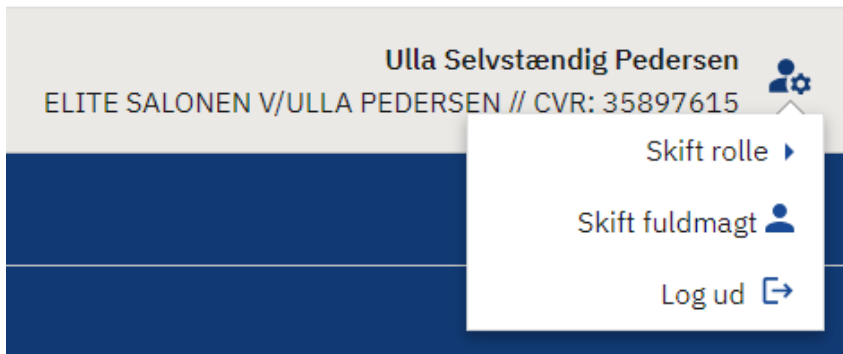 Ulla Selvstændig Pedersen
ELITE SALONEN V/ULLA PEDERSEN // CVR: 35897615
Skift rolle
Skift fuldmagt
Log ud